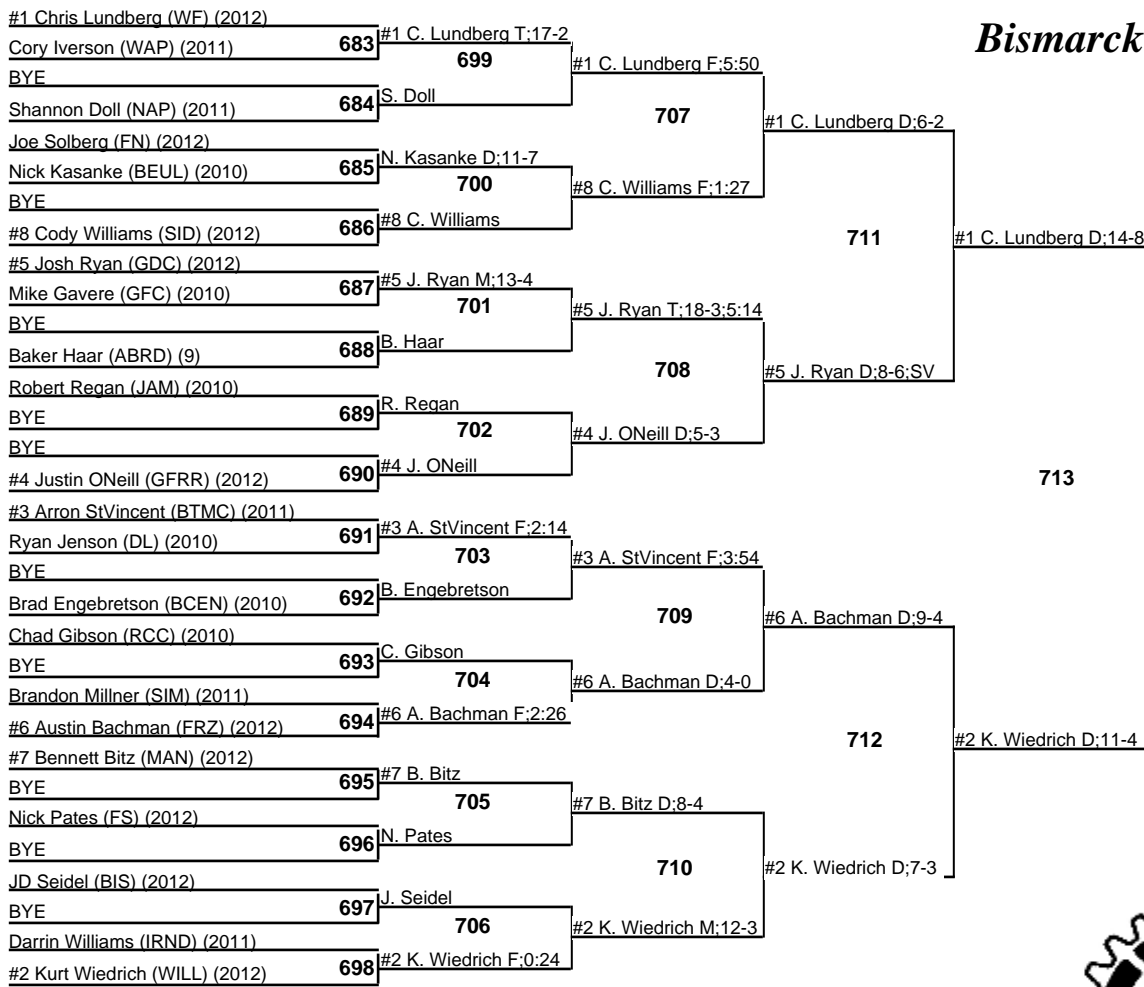 Bismarck
#1 Chris Lundberg (WF) (2012)
Cory Iverson (WAP) (2011)
BYE
Shannon Doll (NAP) (2011)
Joe Solberg (FN) (2012)
Nick Kasanke (BEUL) (2010)
BYE
#8 Cody Williams (SID) (2012)
#5 Josh Ryan (GDC) (2012)
Mike Gavere (GFC) (2010)
BYE
Baker Haar (ABRD) (9)
Robert Regan (JAM) (2010)
BYE
BYE
#4 Justin ONeill (GFRR) (2012)
#3 Arron StVincent (BTMC) (2011)
Ryan Jenson (DL) (2010)
BYE
Brad Engebretson (BCEN) (2010)
Chad Gibson (RCC) (2010)
BYE
Brandon Millner (SIM) (2011)
#6 Austin Bachman (FRZ) (2012)
#7 Bennett Bitz (MAN) (2012)
BYE
Nick Pates (FS) (2012)
BYE
JD Seidel (BIS) (2012)
BYE
Darrin Williams (IRND) (2011)
#2 Kurt Wiedrich (WILL) (2012)
683
684
685
686
687
688
689
690
691
692
693
694
695
696
697
698
#1 C. Lundberg T;17-2
699
S. Doll
N. Kasanke D;11-7
700
#8 C. Williams
#5 J. Ryan M;13-4
701
B. Haar
R. Regan
702
#4 J. ONeill
#3 A. StVincent F;2:14
703
B. Engebretson
C. Gibson
704
#6 A. Bachman F;2:26
#7 B. Bitz
705
N. Pates
J. Seidel
706
#2 K. Wiedrich F;0:24
#1 C. Lundberg F;5:50
707
#8 C. Williams F;1:27
#5 J. Ryan T;18-3;5:14
708
#4 J. ONeill D;5-3
#3 A. StVincent F;3:54
709
#6 A. Bachman D;4-0
#7 B. Bitz D;8-4
710
#2 K. Wiedrich M;12-3
#1 C. Lundberg D;6-2
711
#5 J. Ryan D;8-6;SV
#6 A. Bachman D;9-4
712
#2 K. Wiedrich D;7-3
#1 C. Lundberg D;14-8
713
#2 K. Wiedrich D;11-4